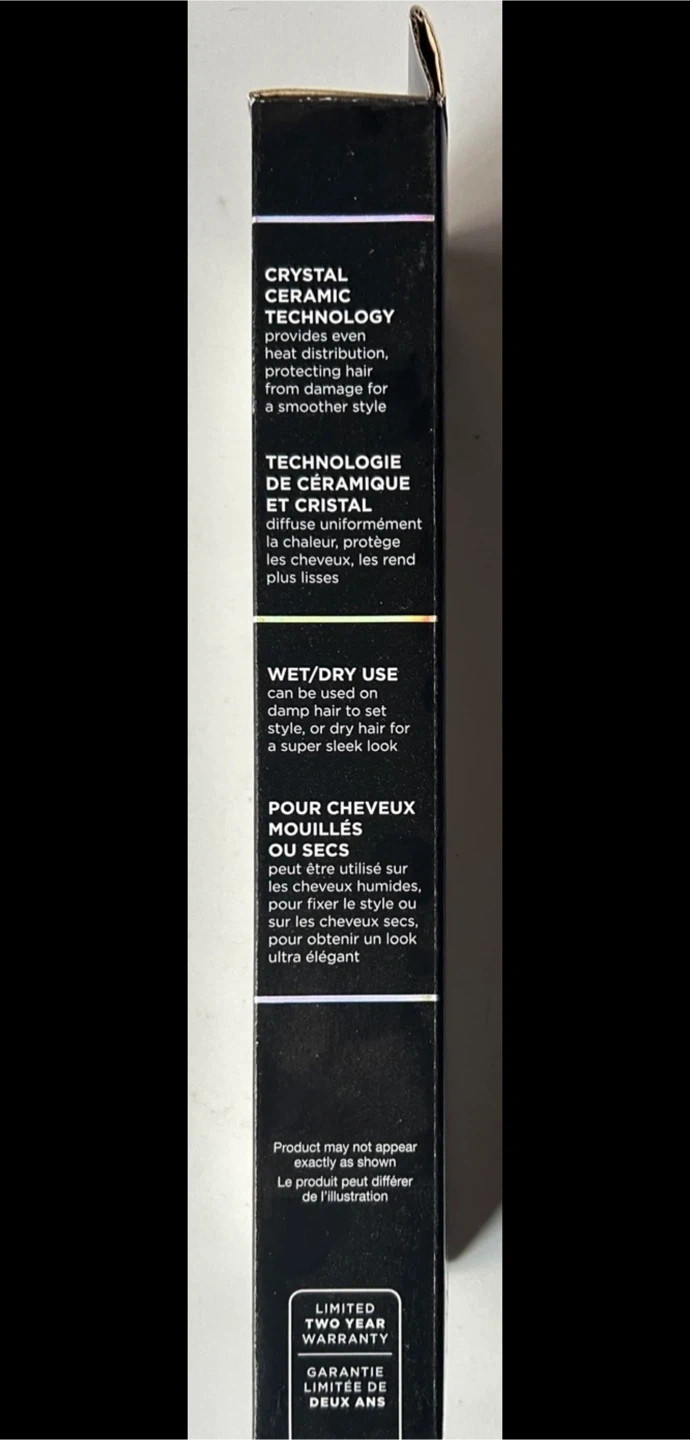 CRYSTAL
CERAMIC
TECHNOLOGY
provides even
heat distribution,
protecting hair
from damage for
a smoother style
TECHNOLOGIE
DE CÉRAMIQUE
ET CRISTAL
diffuse uniformément
la chaleur, protège
les cheveux, les rend
plus lisses
WET/DRY USE
can be used on
damp hair to set
style, or dry hair for
a super sleek look
POUR CHEVEUX
MOUILLÉS
OU SECS
peut être utilisé sur
les cheveux humides,
pour fixer le style ou
sur les cheveux secs,
pour obtenir un look
ultra élégant
Product may not appear
exactly as shown
Le produit peut différer
de l'illustration
LIMITED
TWO YEAR
WARRANTY
GARANTIE
LIMITÉE DE
DEUX ANS